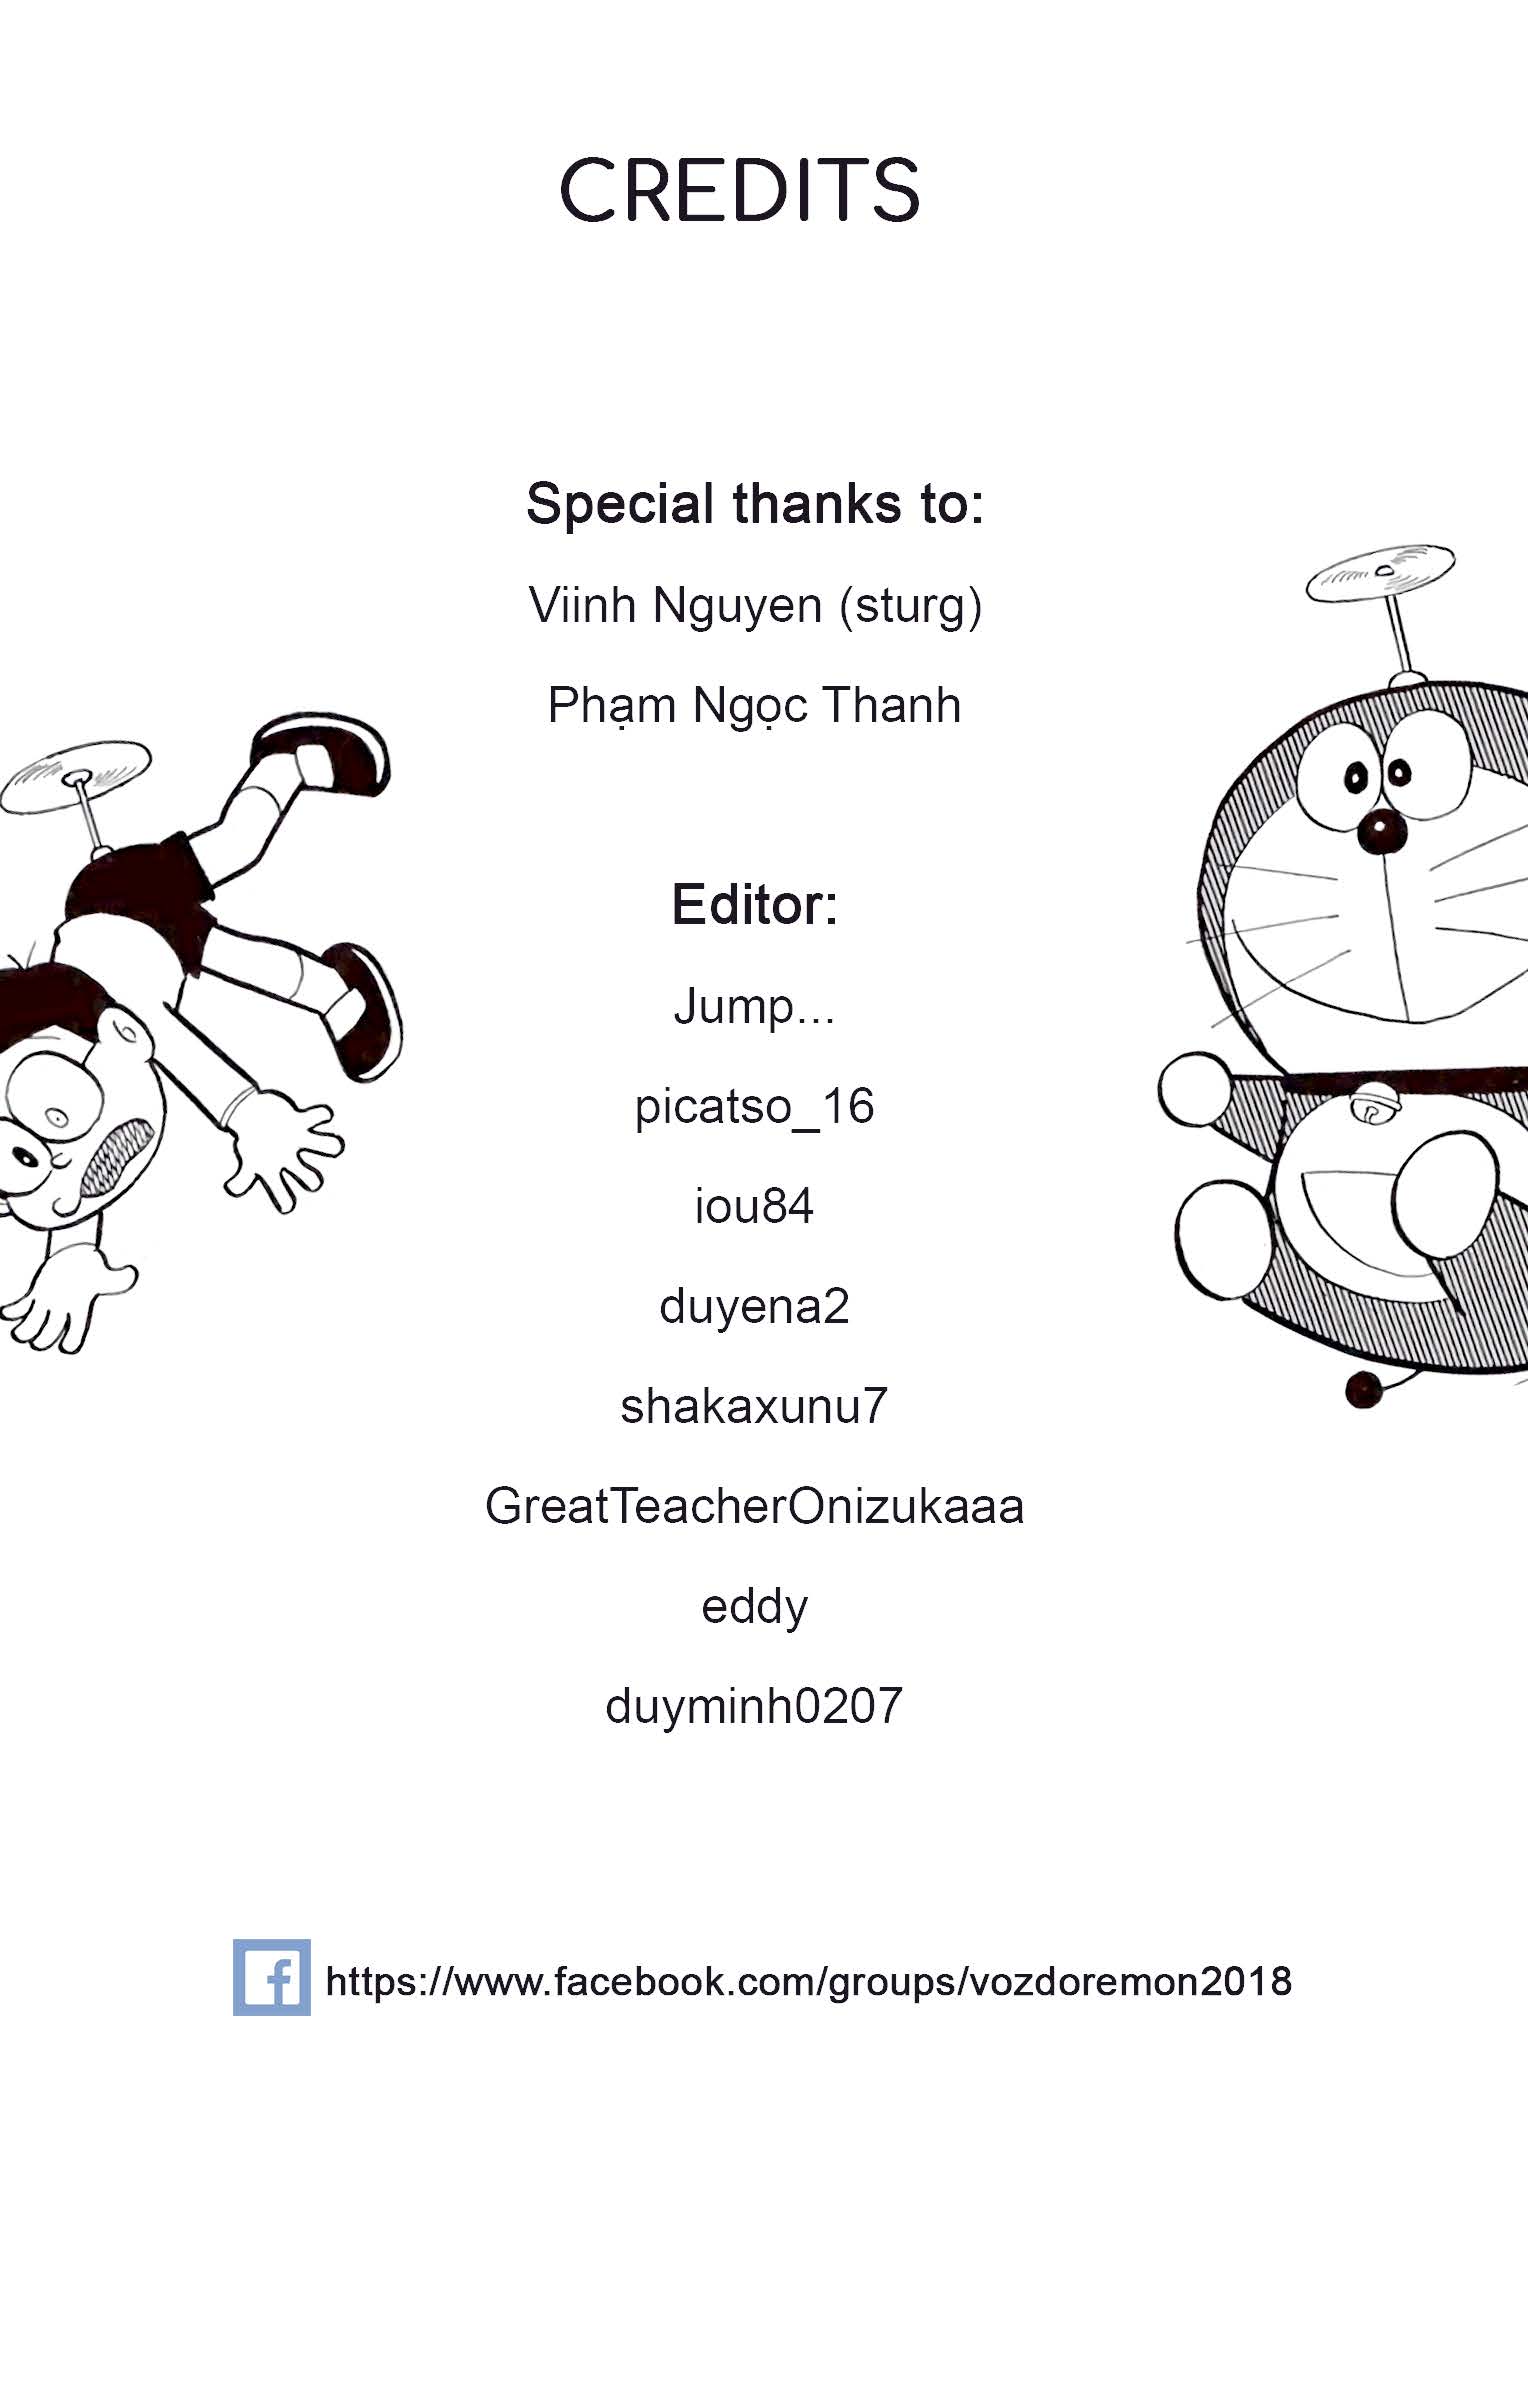 CREDITS
Special thanks to:
Viinh Nguyen (sturg)
Phạm Ngọc Thanh
Editor:
Jump...
picatso_16
iou84
duyena2
shakaxunu7
GreatTeacherOnizukaaa
eddy
duyminh0207
https://www.facebook.com/groups/vozdoremon2018